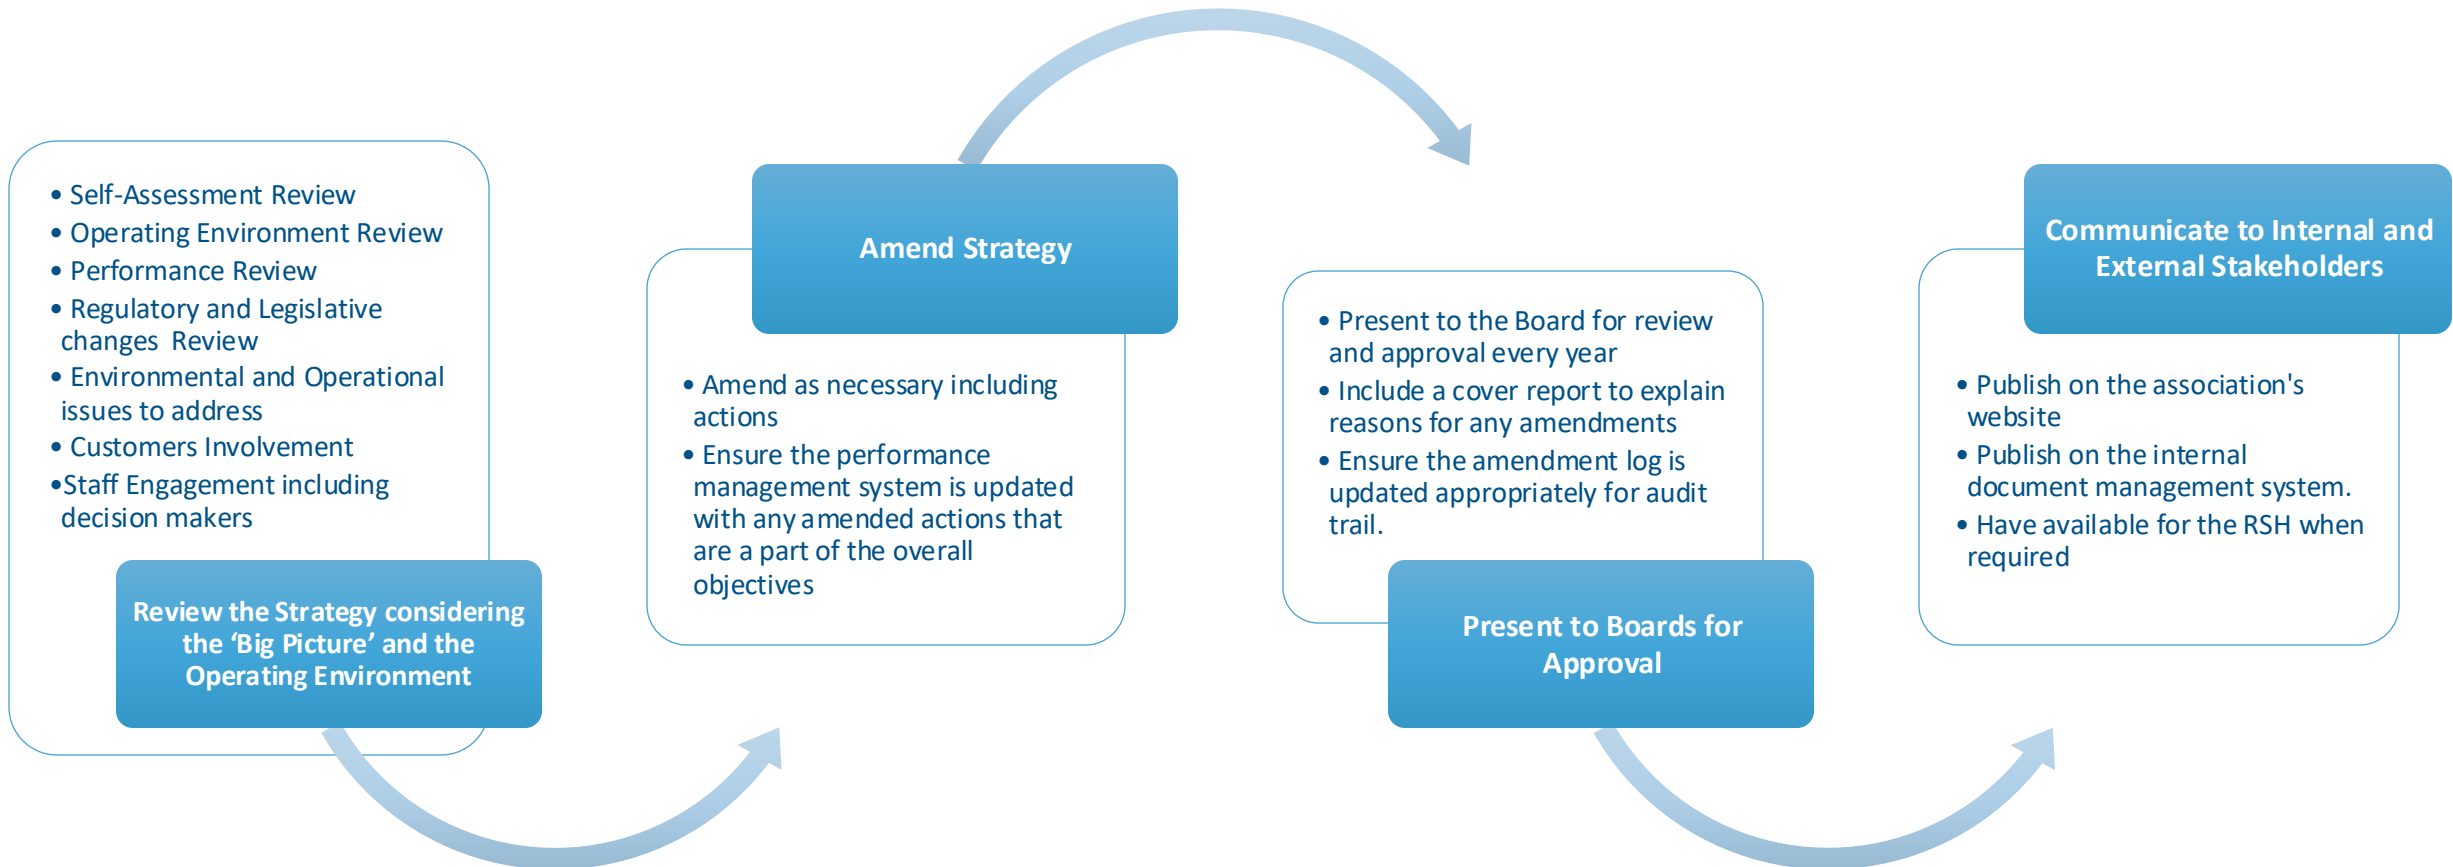 • Self-Assessment Review
• Operating Environment Review
• Performance Review
• Regulatory and Legislative
changes Review
• Environmental and Operational
issues to address
• Customers Involvement
•Staff Engagement including
decision makers
Review the Strategy considering
the ‘Big Picture’ and the
Operating Environment
Amend Strategy
• Amend as necessary including
actions
• Ensure the performance
management system is updated
with any amended actions that
are a part of the overall
objectives
• Present to the Board for review
and approval every year
• Include a cover report to explain
reasons for any amendments
• Ensure the amendment log is
updated appropriately for audit
trail.
Present to Boards for
Approval
Communicate to Internal and
External Stakeholders
• Publish on the association's
website
• Publish on the internal
document management system.
• Have available for the RSH when
required